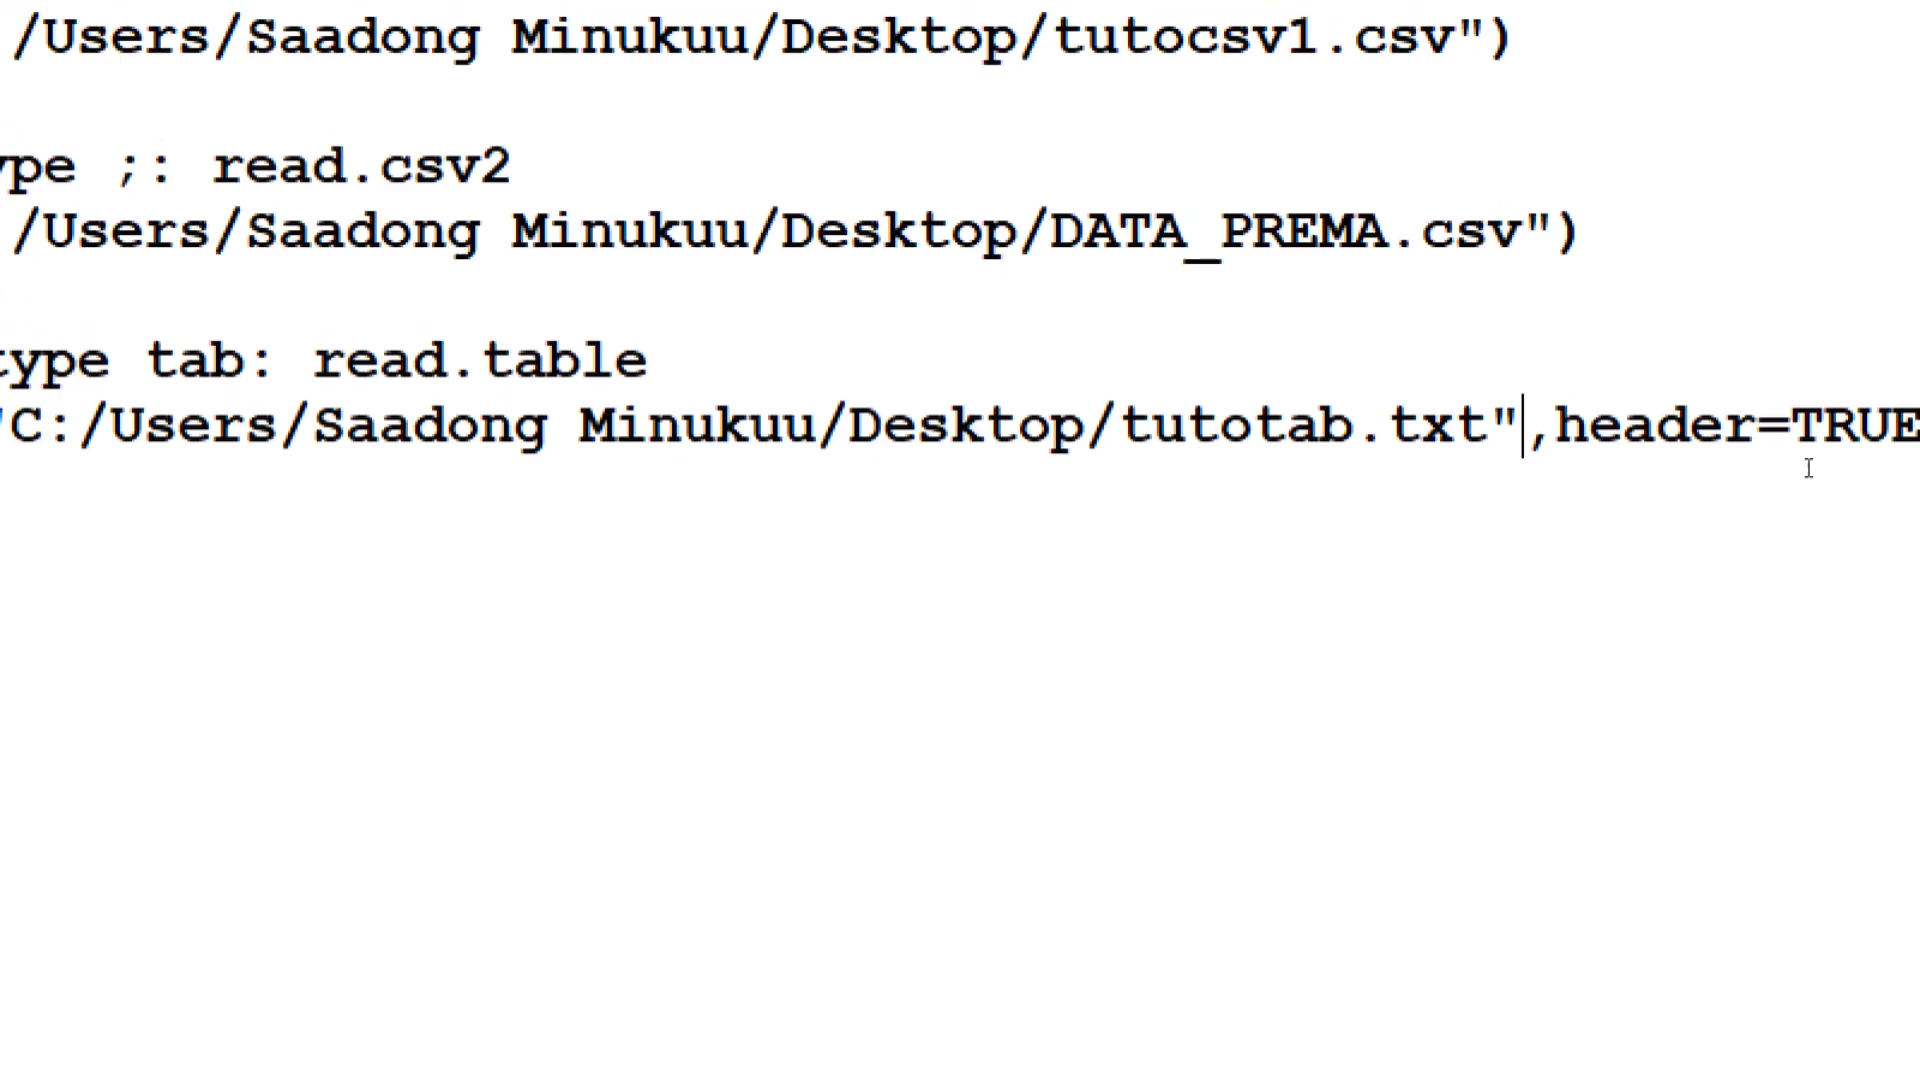 /Users/Saadong Minukuu/Desktop/tutocsv1.csv")
ype ;: read.csv2
/Users/Saadong Minukuu/Desktop/DATA_PREMA.csv")
type tab: read.table
"C:/Users/Saadong Minukuu/Desktop/tutotab.txt",header=TRUE